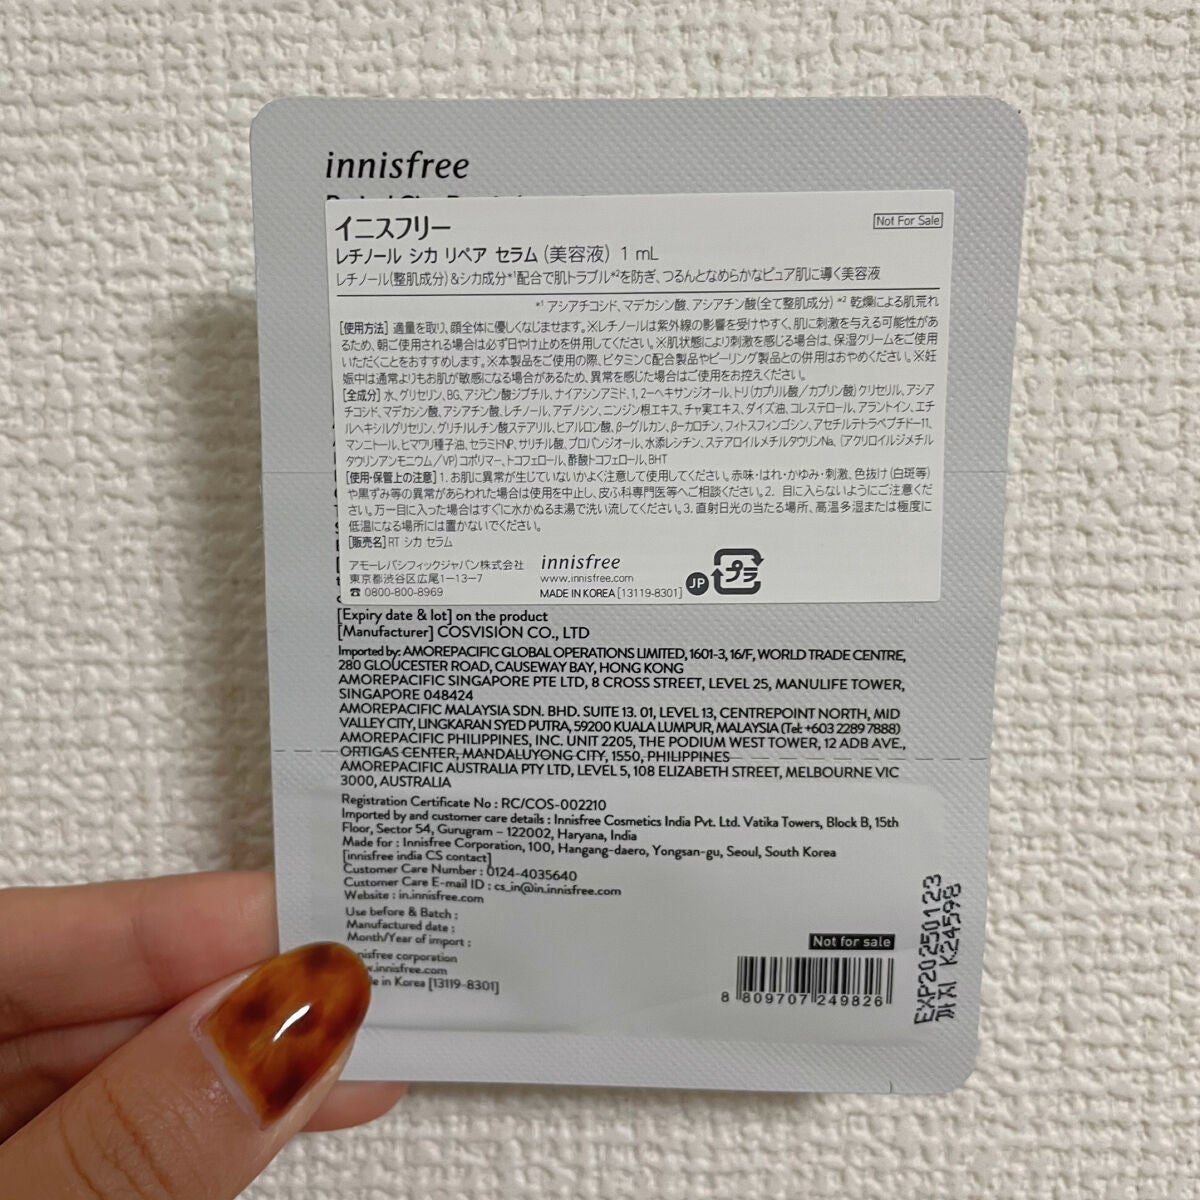 innisfree
イニスフリー
Not For Sale
レチノール シカ リペア セラム (美容液) 1 mL
レチノール(整肌成分)&シカ成分*1配合で肌トラブル*2を防ぎ、つるんとなめらかなピュア肌に導く美容液
*1 アシアチコシド、マデカシン酸、アシアチン酸(全て整肌成分) *2 乾燥による肌荒れ
[使用方法] 適量を取り、顔全体に優しくなじませます。※レチノールは紫外線の影響を受けやすく、肌に刺激を与える可能性があ
るため、朝ご使用される場合は必ず日やけ止めを併用してください。※肌状態により刺激を感じる場合は、保湿クリームをご使用
いただくことをおすすめします。※本製品をご使用の際、ビタミンC配合製品やピーリング製品との併用はおやめください。※妊
娠中は通常よりもお肌が敏感になる場合があるため、異常を感じた場合はご使用をお控えください。
[全成分] 水、グリセリン、BG、アジピン酸ジブチル、ナイアシンアミド、1,2-ヘキサンジオール、トリ(カプリル酸/カプリン酸)グリセリル、アシア
チコシド、マデカシン酸、アシアチン酸、レチノール、アデノシン、ニンジン根エキス、チャ実エキス、ダイズ油、コレステロール、アラントイン、エチ
ルヘキシルグリセリン、グリチルレチン酸ステアリル、ヒアルロン酸、β-グルカン、β-カロチン、フィトスフィンゴシン、アセチルテトラペプチド-11、
マンニトール、ヒマワリ種子油、セラミドNP、サリチル酸、プロパンジオール、水添レシチン、ステアロイルメチルタウリンNa、(アクリロイルジメチル
タウリンアンモニウム/VP)コポリマー、トコフェロール、酢酸トコフェロール、BHT
[使用・保管上の注意] 1. お肌に異常が生じていないかよく注意して使用してください。赤味・はれ・かゆみ・刺激、色抜け(白斑等)
や黒ずみ等の異常があらわれた場合は使用を中止し、皮ふ科専門医等へご相談ください。2. 目に入らないようにご注意くだ
さい。万一目に入った場合はすぐに水かぬるま湯で洗い流してください。3. 直射日光の当たる場所、高温多湿または極度に
低温になる場所には置かないでください。
[販売名] RT シカ セラム
アモーレパシフィックジャパン株式会社
東京都渋谷区広尾1-13-7
☎ 0800-800-8969
innisfree
www.innisfree.com
MADE IN KOREA [13119-8301]
JP
プラ
[Expiry date & lot] on the product
[Manufacturer] COSVISION CO., LTD
Imported by: AMOREPACIFIC GLOBAL OPERATIONS LIMITED, 1601-3, 16/F, WORLD TRADE CENTRE,
280 GLOUCESTER ROAD, CAUSEWAY BAY, HONG KONG
AMOREPACIFIC SINGAPORE PTE LTD, 8 CROSS STREET, LEVEL 25, MANULIFE TOWER,
SINGAPORE 048424
AMOREPACIFIC MALAYSIA SDN. BHD. SUITE 13. 01, LEVEL 13, CENTREPOINT NORTH, MID
VALLEY CITY, LINGKARAN SYED PUTRA, 59200 KUALA LUMPUR, MALAYSIA (Tel: +603 2289 7888)
AMOREPACIFIC PHILIPPINES, INC. UNIT 2205, THE PODIUM WEST TOWER, 12 ADB AVE.,
ORTIGAS CENTER, MANDALUYONG CITY, 1550, PHILIPPINES
AMOREPACIFIC AUSTRALIA PTY LTD, LEVEL 5, 108 ELIZABETH STREET, MELBOURNE VIC
3000, AUSTRALIA
Registration Certificate No : RC/COS-002210
Imported by and customer care details : Innisfree Cosmetics India Pvt. Ltd. Vatika Towers, Block B, 15th
Floor, Sector 54, Gurugram – 122002, Haryana, India
Made for : Innisfree Corporation, 100, Hangang-daero, Yongsan-gu, Seoul, South Korea
[innisfree india CS contact]
Customer Care Number : 0124-4035640
Customer Care E-mail ID : cs_in@in.innisfree.com
Website : in.innisfree.com
Use before & Batch :
Manufactured date :
Month/Year of import :
corporation
.innisfree.com
in Korea [13119-8301]
Not for sale
8 809707 249826
EXP20250123
까지 K24598